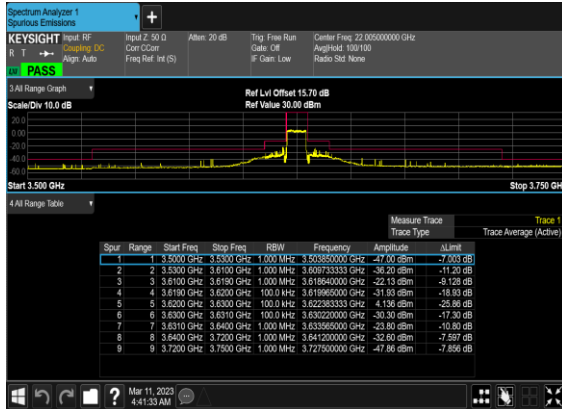 Spectrum Analyzer 1
Spurious Emissions
KEYSIGHT Input: RF Input Z: 50 Ω Atten: 20 dB Trig: Free Run Center Freq: 22.005000000 GHz
R T Coupling: DC Corr CCorr Gate: Off Avg|Hold: 100/100
Align: Auto Freq Ref: Int (S) IF Gain: Low Radio Std: None
PASS
3 All Range Graph Ref Lvl Offset 15.70 dB
Scale/Div 10.0 dB Ref Value 30.00 dBm
20.0
0.00
-20.0
-40.0
-60.0
Start 3.500 GHz Stop 3.750 GH
4 All Range Table
Measure Trace Trace 1
Trace Type Trace Average (Active)
Spur Range Start Freq Stop Freq RBW Frequency Amplitude ΔLimit
1 1 3.5000 GHz 3.5300 GHz 1.000 MHz 3.503850000 GHz -47.00 dBm -7.003 dB
2 2 3.5300 GHz 3.6100 GHz 1.000 MHz 3.609733333 GHz -36.20 dBm -11.20 dB
3 3 3.6100 GHz 3.6190 GHz 1.000 MHz 3.618640000 GHz -22.13 dBm -9.128 dB
4 4 3.6190 GHz 3.6200 GHz 100.0 kHz 3.619965000 GHz -31.93 dBm -18.93 dB
5 5 3.6200 GHz 3.6300 GHz 100.0 kHz 3.622383333 GHz 4.136 dBm -25.86 dB
6 6 3.6300 GHz 3.6310 GHz 100.0 kHz 3.630220000 GHz -30.30 dBm -17.30 dB
7 7 3.6310 GHz 3.6400 GHz 1.000 MHz 3.633565000 GHz -23.80 dBm -10.80 dB
8 8 3.6400 GHz 3.7200 GHz 1.000 MHz 3.641200000 GHz -32.60 dBm -7.597 dB
9 9 3.7200 GHz 3.7500 GHz 1.000 MHz 3.727500000 GHz -47.86 dBm -7.856 dB
Mar 11, 2023
4:41:33 AM